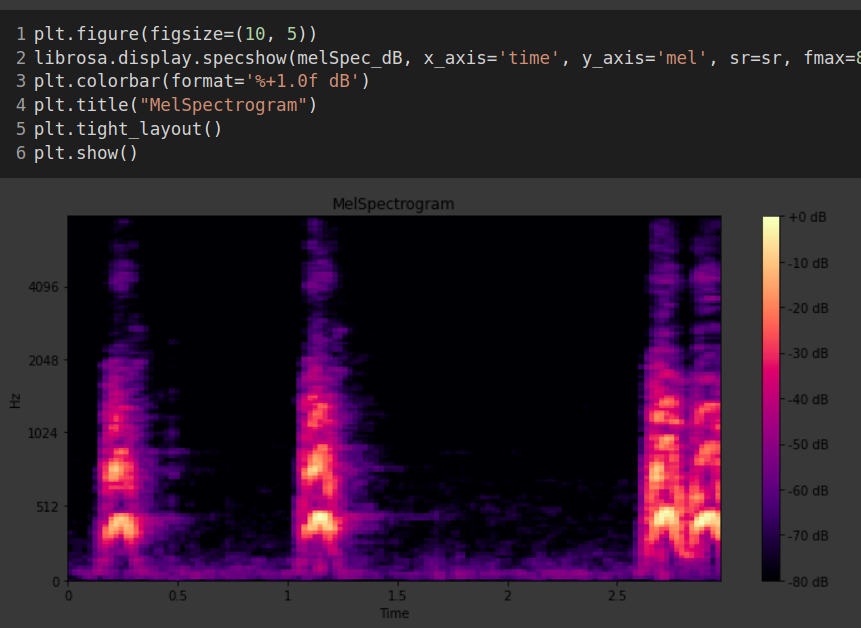 1 plt.figure(figsize=(10, 5))
2 librosa.display.specshow(melSpec_dB, x_axis='time', y_axis='mel', sr=sr, fmax=8
3 plt.colorbar(format='%+1.0f dB')
4 plt.title("MelSpectrogram")
5 plt.tight_layout()
6 plt.show()
MelSpectrogram
+0 dB
-10 dB
4096
-20 dB
2048
-30 dB
Hz
-40 dB
1024
-50 dB
512
-60 dB
-70 dB
0
-80 dB
0 0.5 1 1.5 2 2.5
Time